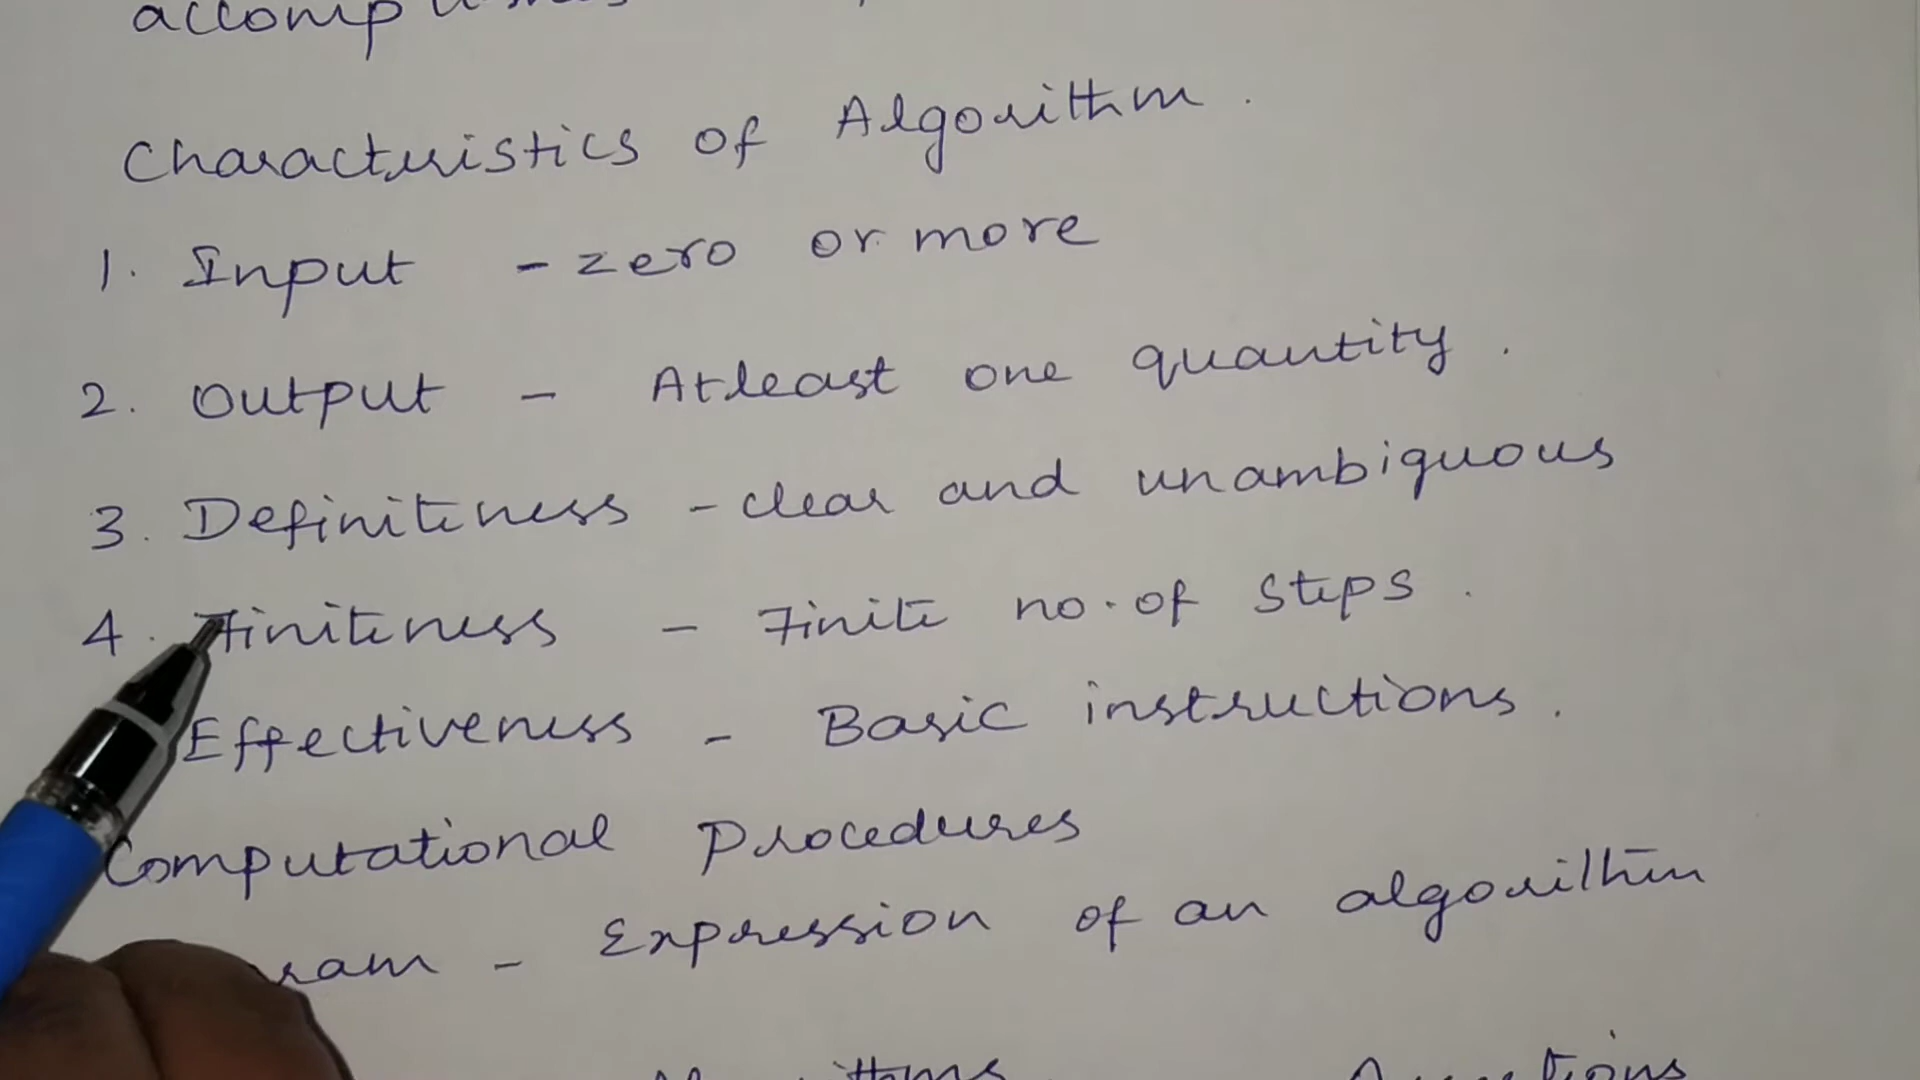 Characteristics of Algorithm.
1. Input - zero or more
2. Output - Atleast one quantity.
3. Definiteness - clear and unambiguous
4. Finiteness - Finite no. of steps.
Effectiveness - Basic instructions.
Computational Procedures
- Expression of an algorithm